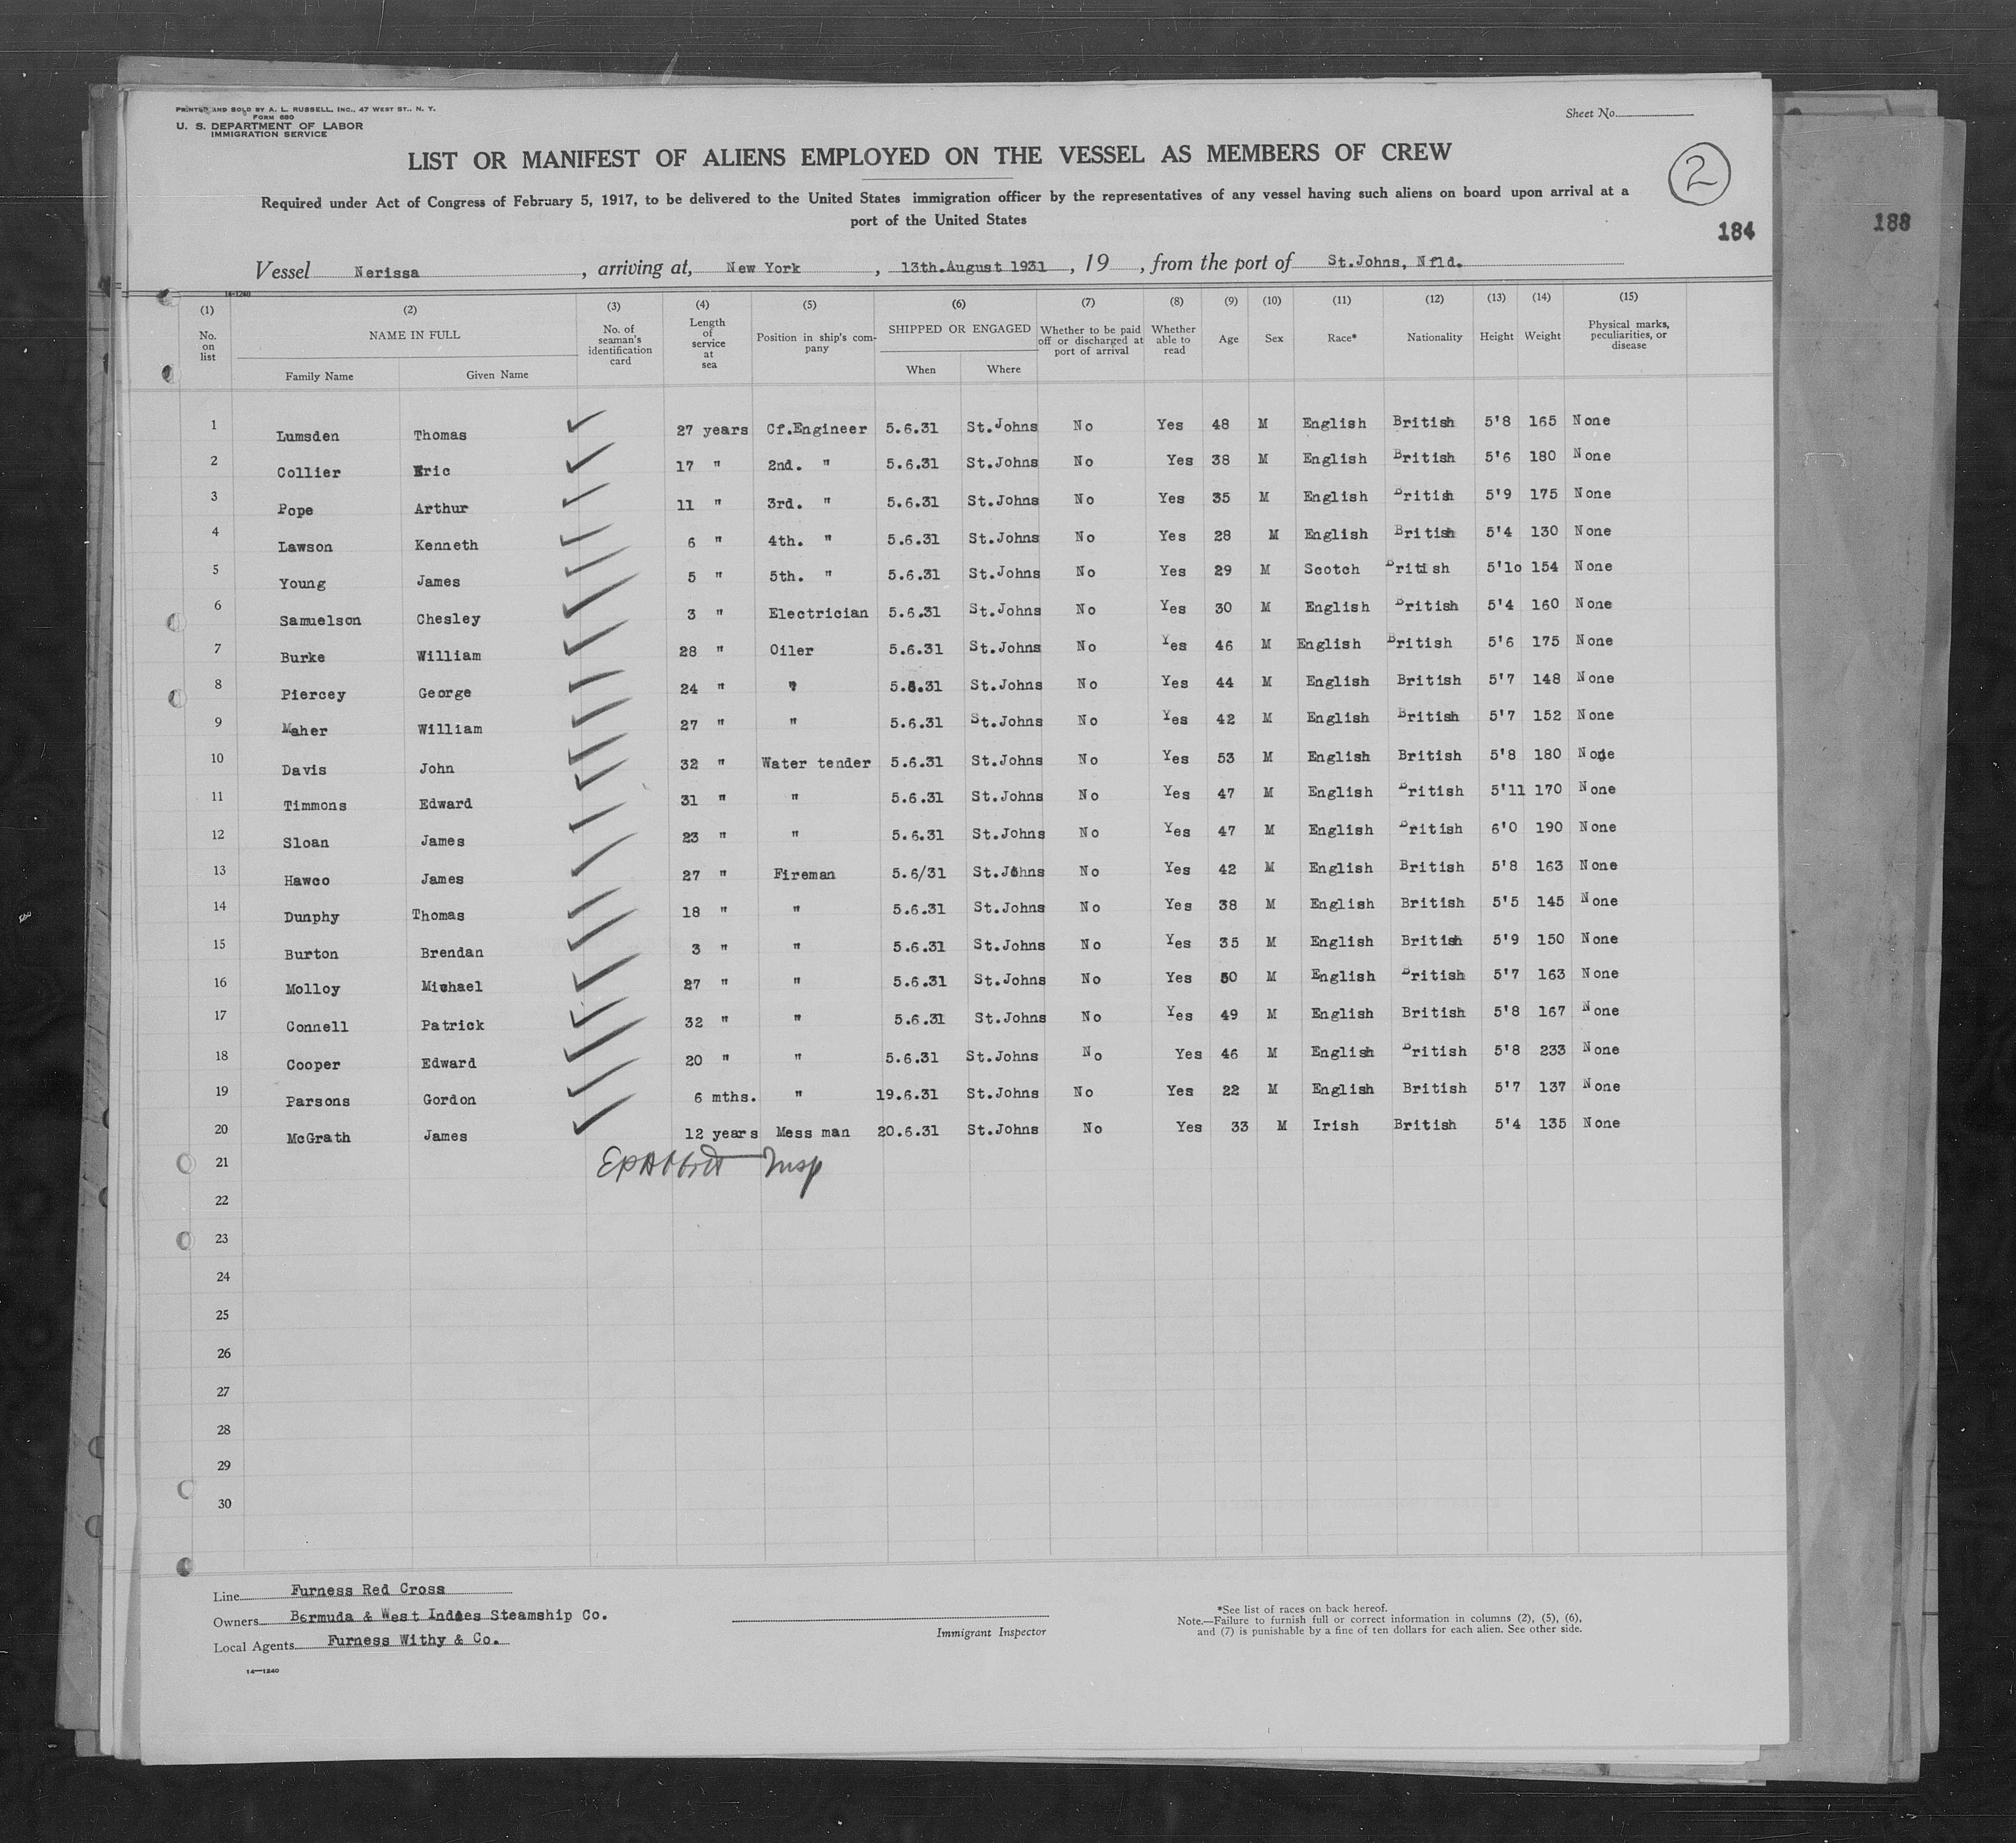 PRINTED AND SOLD BY A. L. RUSSELL, INC., 47 WEST ST., N. Y.
FORM 680
U. S. DEPARTMENT OF LABOR
IMMIGRATION SERVICE
Sheet No.
LIST OR MANIFEST OF ALIENS EMPLOYED ON THE VESSEL AS MEMBERS OF CREW
2
Required under Act of Congress of February 5, 1917, to be delivered to the United States immigration officer by the representatives of any vessel having such aliens on board upon arrival at a
port of the United States
184
188
Vessel Nerissa, arriving at, New York, 13th.August 1931, 19, from the port of St.Johns, Nfld.
14-1240
(1) (2) (3) (4) (5) (6) (7) (8) (9) (10) (11) (12) (13) (14) (15)
No. on list NAME IN FULL Family Name Given Name No. of seaman's identification card Length of service at sea Position in ship's company SHIPPED OR ENGAGED When Where Whether to be paid off or discharged at port of arrival Whether able to read Age Sex Race* Nationality Height Weight Physical marks, peculiarities, or disease
1 Lumsden Thomas 27 years Cf.Engineer 5.6.31 St.Johns No Yes 48 M English British 5'8 165 None
2 Collier Eric 17 " 2nd. " 5.6.31 St.Johns No Yes 38 M English British 5'6 180 None
3 Pope Arthur 11 " 3rd. " 5.6.31 St.Johns No Yes 35 M English British 5'9 175 None
4 Lawson Kenneth 6 " 4th. " 5.6.31 St.Johns No Yes 28 M English British 5'4 130 None
5 Young James 5 " 5th. " 5.6.31 St.Johns No Yes 29 M Scotch British 5'10 154 None
6 Samuelson Chesley 3 " Electrician 5.6.31 St.Johns No Yes 30 M English British 5'4 160 None
7 Burke William 28 " Oiler 5.6.31 St.Johns No Yes 46 M English British 5'6 175 None
8 Piercey George 24 " " 5.6.31 St.Johns No Yes 44 M English British 5'7 148 None
9 Maher William 27 " " 5.6.31 St.Johns No Yes 42 M English British 5'7 152 None
10 Davis John 32 " Water tender 5.6.31 St.Johns No Yes 53 M English British 5'8 180 None
11 Timmons Edward 31 " " 5.6.31 St.Johns No Yes 47 M English British 5'11 170 None
12 Sloan James 23 " " 5.6.31 St.Johns No Yes 47 M English British 6'0 190 None
13 Hawco James 27 " Fireman 5.6/31 St.Johns No Yes 42 M English British 5'8 163 None
14 Dunphy Thomas 18 " " 5.6.31 St.Johns No Yes 38 M English British 5'5 145 None
15 Burton Brendan 3 " " 5.6.31 St.Johns No Yes 35 M English British 5'9 150 None
16 Molloy Michael 27 " " 5.6.31 St.Johns No Yes 50 M English British 5'7 163 None
17 Connell Patrick 32 " " 5.6.31 St.Johns No Yes 49 M English British 5'8 167 None
18 Cooper Edward 20 " " 5.6.31 St.Johns No Yes 46 M English British 5'8 233 None
19 Parsons Gordon 6 mths. " 19.6.31 St.Johns No Yes 22 M English British 5'7 137 None
20 McGrath James 12 years Mess man 20.6.31 St.Johns No Yes 33 M Irish British 5'4 135 None
21 Insp
22
23
24
25
26
27
28
29
30
Line Furness Red Cross
Owners Bermuda & West Indies Steamship Co.
Local Agents Furness Withy & Co.
14—1240
Immigrant Inspector
*See list of races on back hereof.
Note.—Failure to furnish full or correct information in columns (2), (5), (6),
and (7) is punishable by a fine of ten dollars for each alien. See other side.